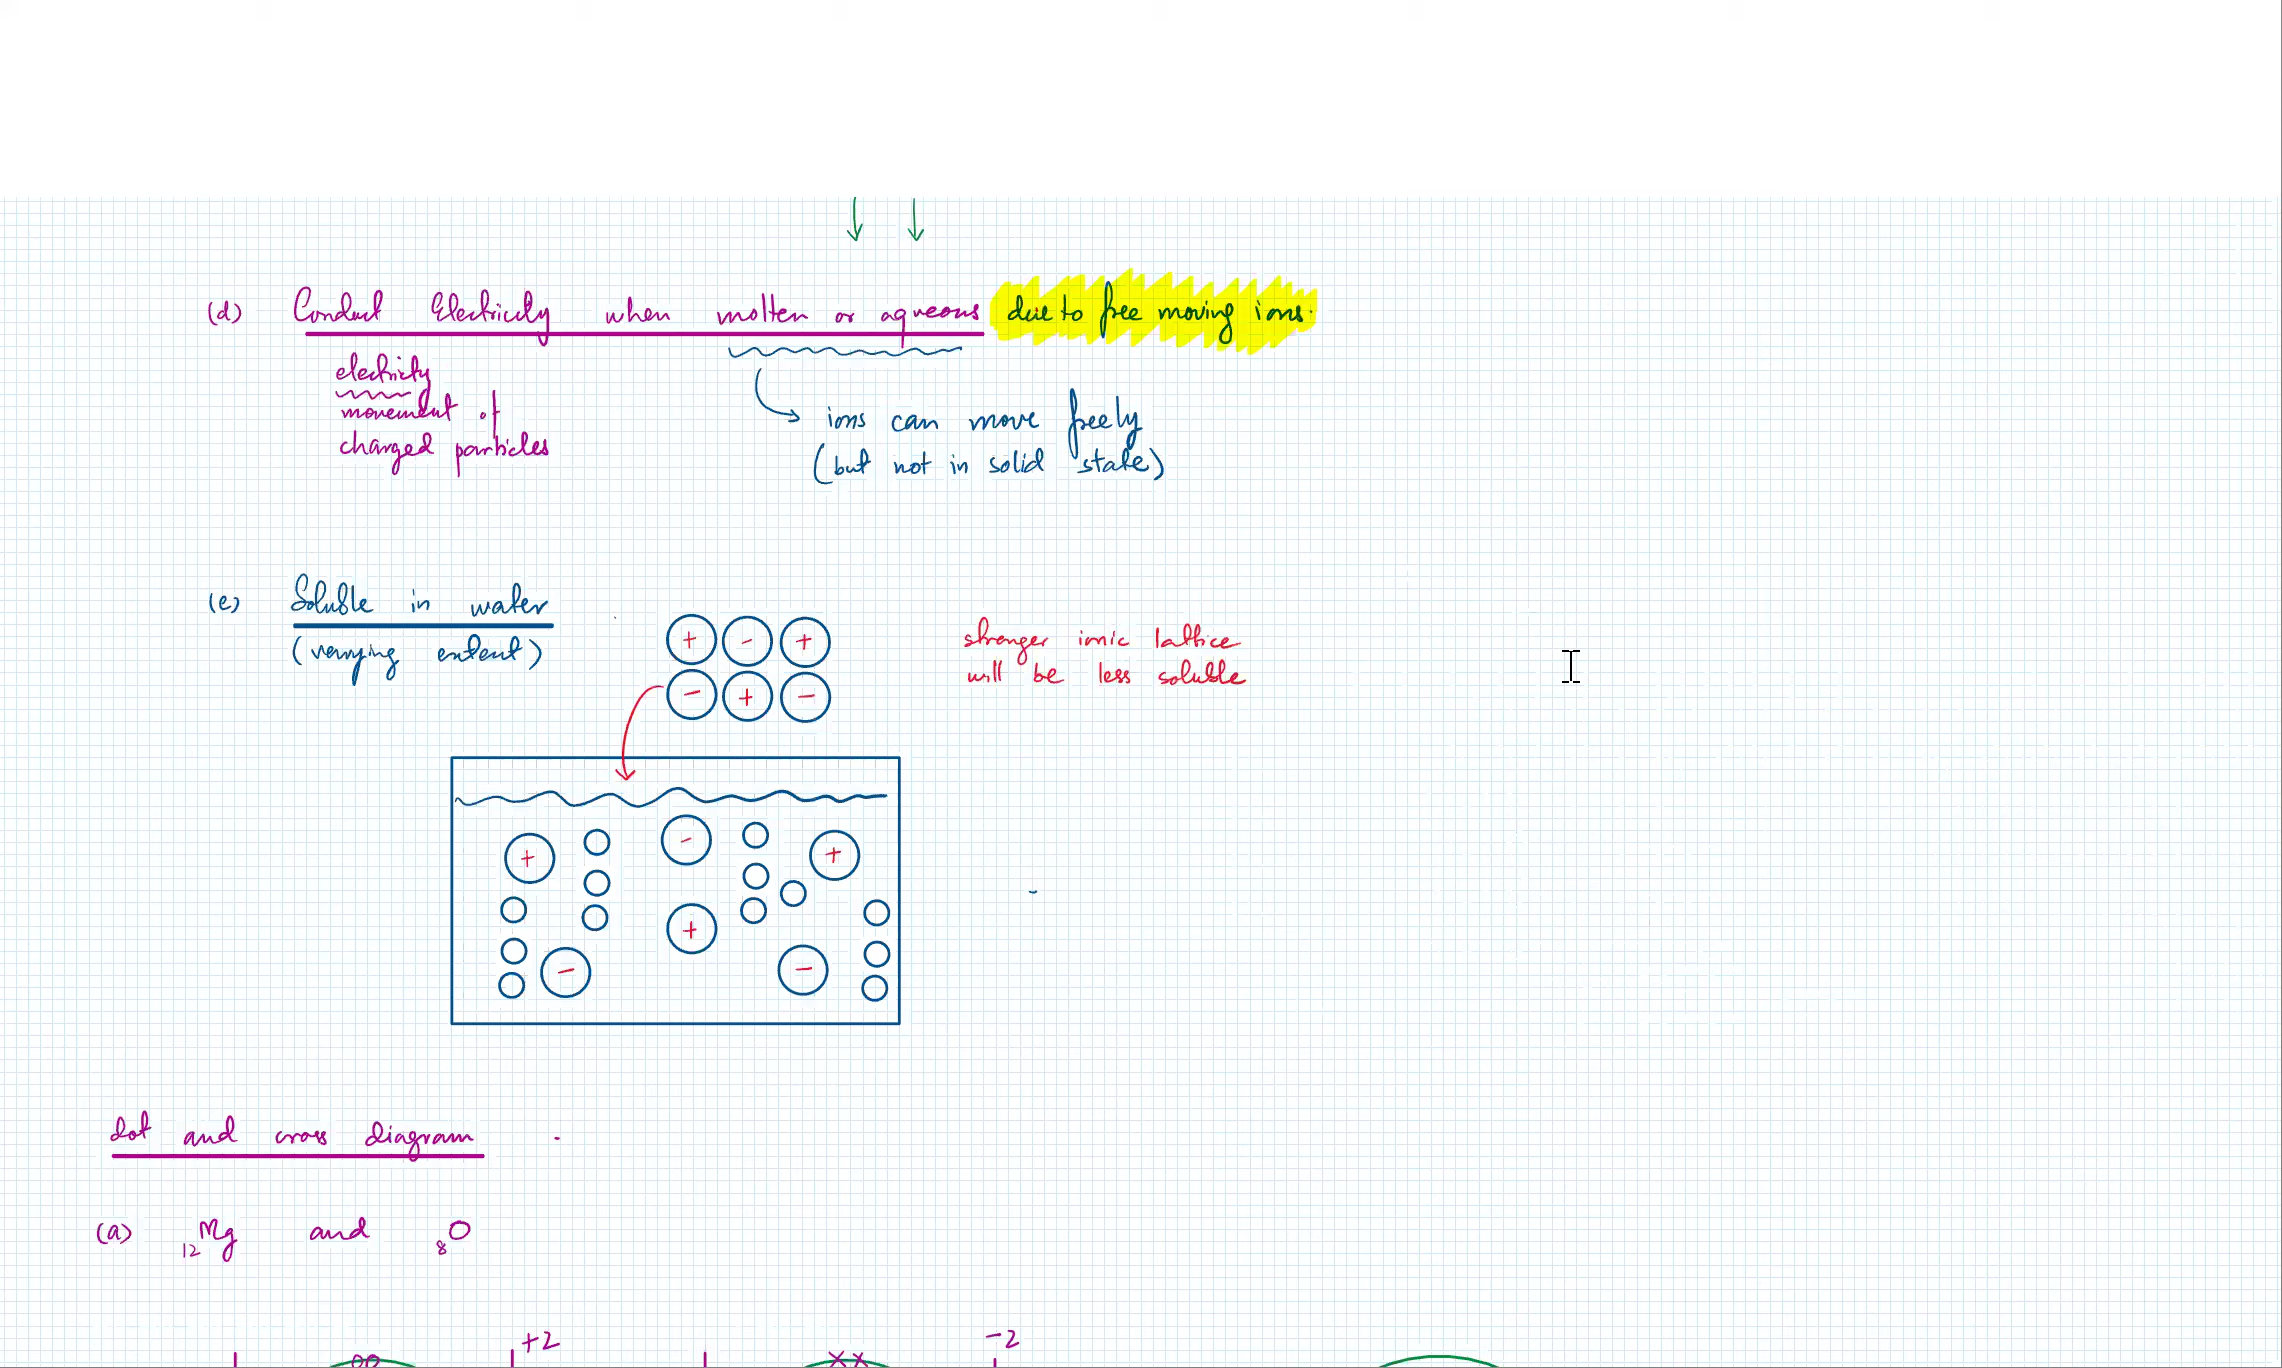 (d) Conduct Electricity when molten or aqueous due to free moving ions.
electricity
movement of
charged particles
ions can move freely
(but not in solid state)
(e) Soluble in water
(varying extent)
+ - +
- + -
stronger ionic lattice
will be less soluble
+ - +
+
- -
dot and cross diagram
(a) 12Mg and 8O
+2 -2
xx